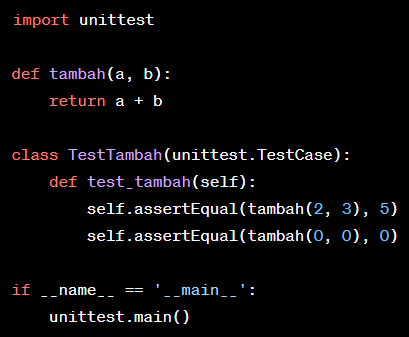 import unittest
def tambah(a, b):
    return a + b
class TestTambah(unittest.TestCase):
    def test_tambah(self):
        self.assertEqual(tambah(2, 3), 5)
        self.assertEqual(tambah(0, 0), 0)
if __name__ == '__main__':
    unittest.main()